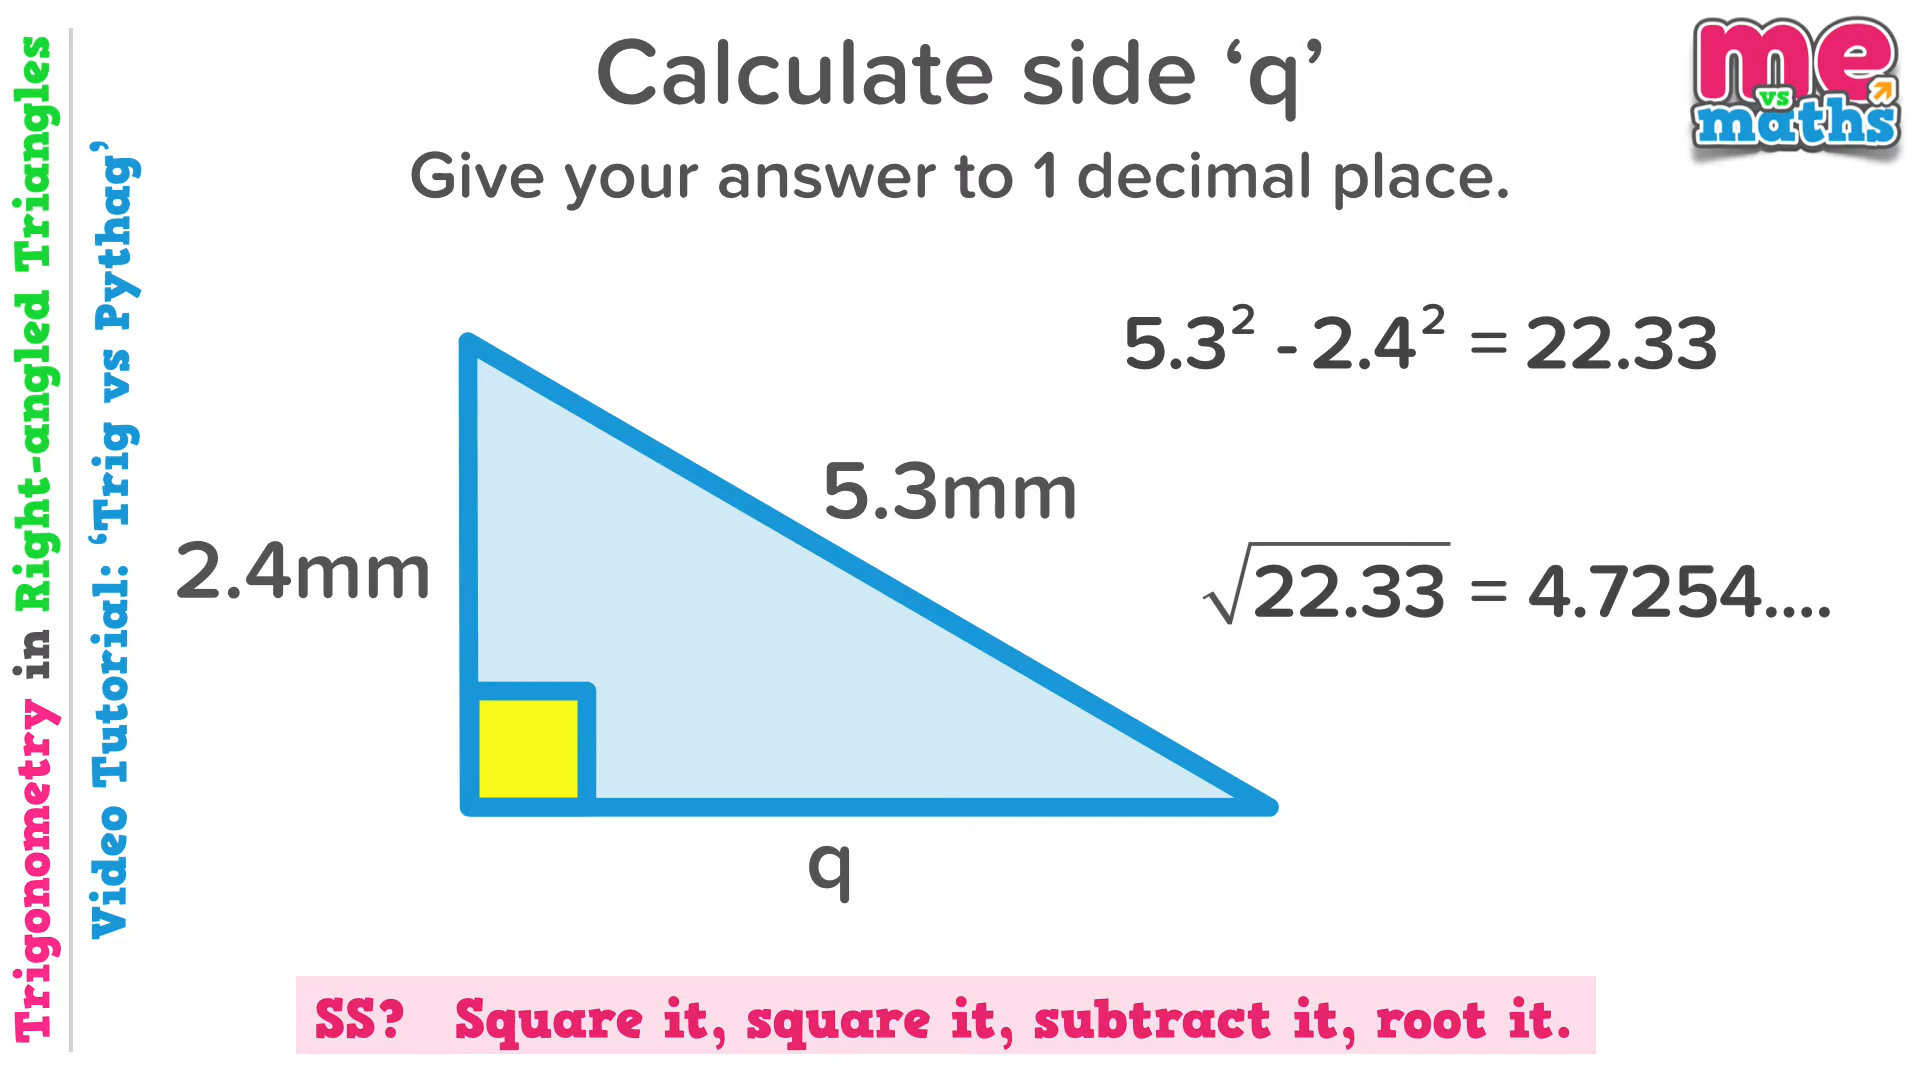 Calculate side ‘q’
Give your answer to 1 decimal place.
me
vs
maths
Trigonometry in Right-angled Triangles
Video Tutorial: ‘Trig vs Pythag’
5.3² - 2.4² = 22.33
5.3mm
2.4mm
√22.33 = 4.7254....
q
SS? Square it, square it, subtract it, root it.